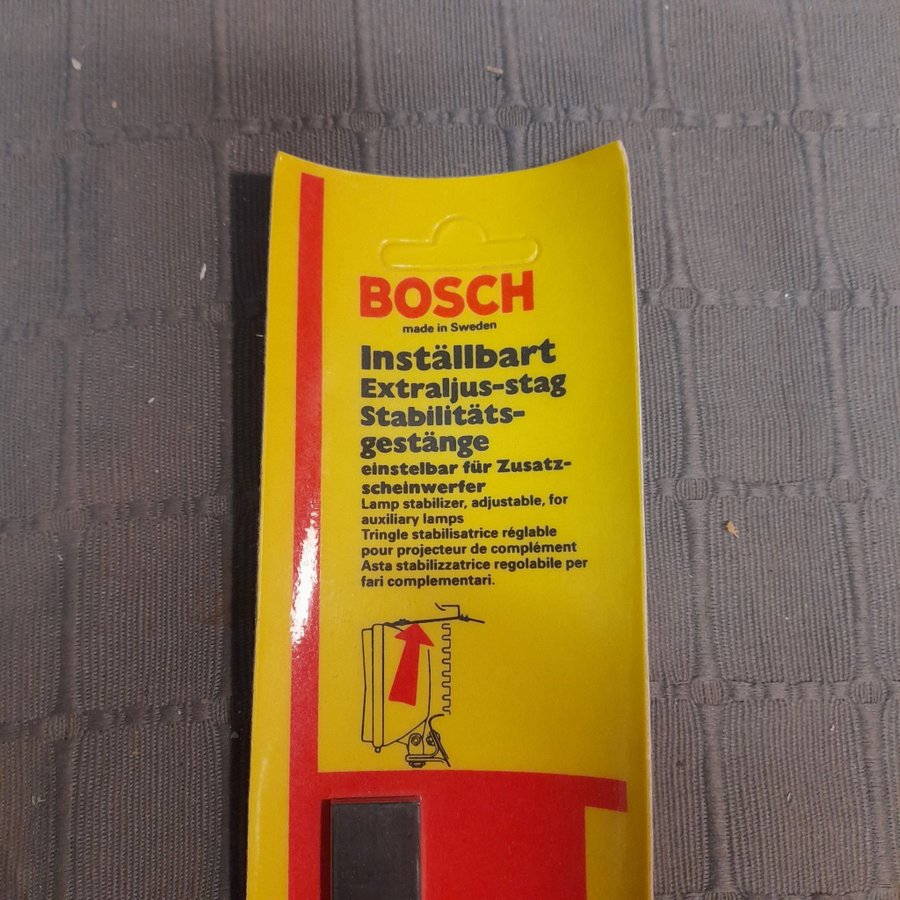 BOSCH
made in Sweden
Inställbart
Extraljus-stag
Stabilitäts-
gestänge
einstelbar für Zusatz-
scheinwerfer
Lamp stabilizer, adjustable, for
auxiliary lamps
Tringle stabilisatrice réglable
pour projecteur de complément
Asta stabilizzatrice regolabile per
fari complementari.